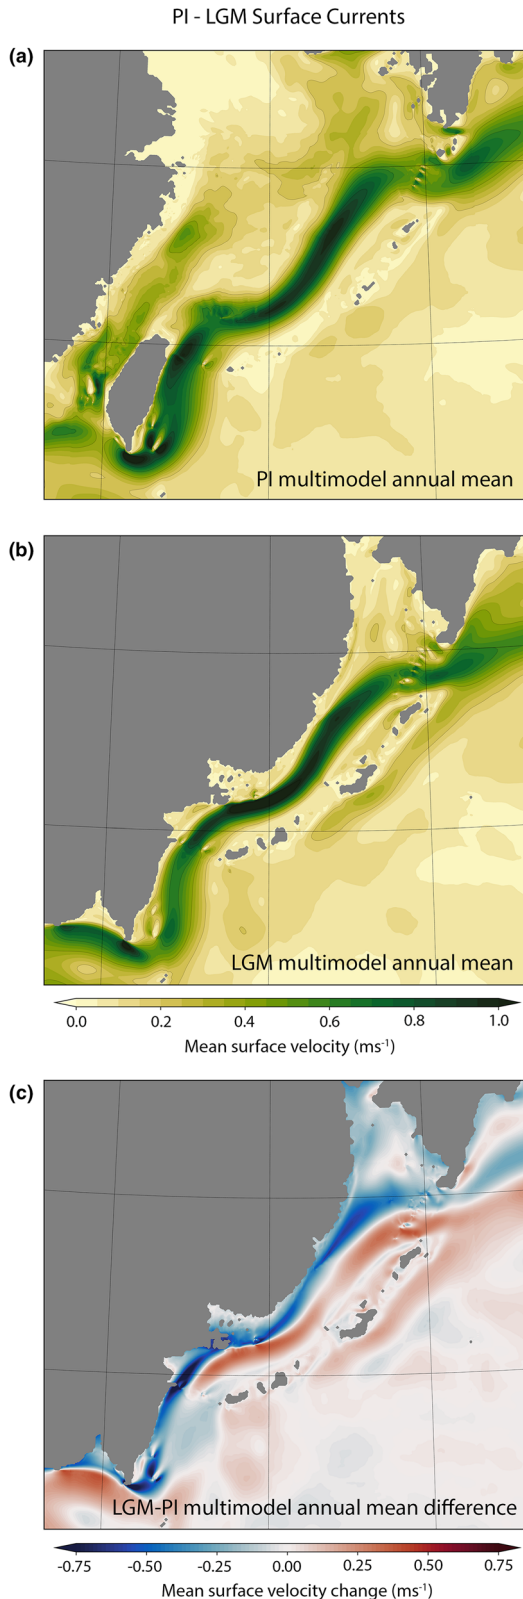 PI - LGM Surface Currents
(a)
PI multimodel annual mean
(b)
LGM multimodel annual mean
0.0 0.2 0.4 0.6 0.8 1.0
Mean surface velocity (ms⁻¹)
(c)
LGM-PI multimodel annual mean difference
-0.75 -0.50 -0.25 0.00 0.25 0.50 0.75
Mean surface velocity change (ms⁻¹)